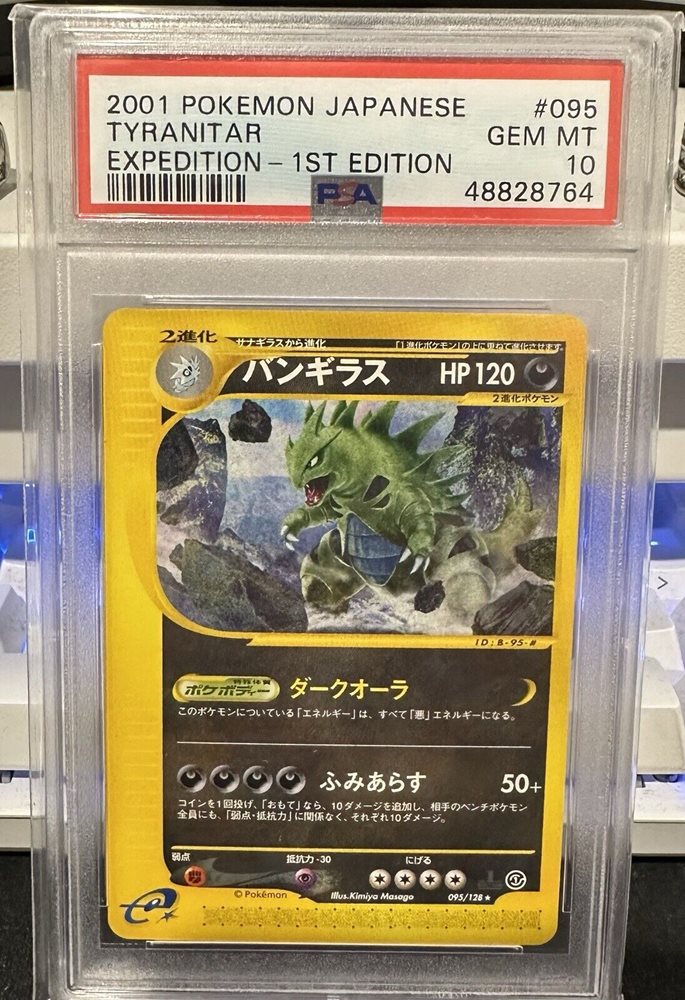 2001 POKEMON JAPANESE #095
TYRANITAR GEM MT
EXPEDITION - 1ST EDITION 10
PSA 48828764
2進化 サナギラスから進化 「1進化ポケモン」の上に重ねて進化させます
バンギラス HP120
2進化ポケモン
ID:B-95-#
特殊体質
ポケボディー ダークオーラ
このポケモンについている「エネルギー」は、すべて「悪」エネルギーになる。
ふみあらす 50+
コインを1回投げ、「おもて」なら、10ダメージを追加し、相手のベンチポケモン
全員にも、「弱点・抵抗力」に関係なく、それぞれ10ダメージ。
弱点 抵抗力-30 にげる
©Pokémon Illus.Kimiya Masago 095/128★
e